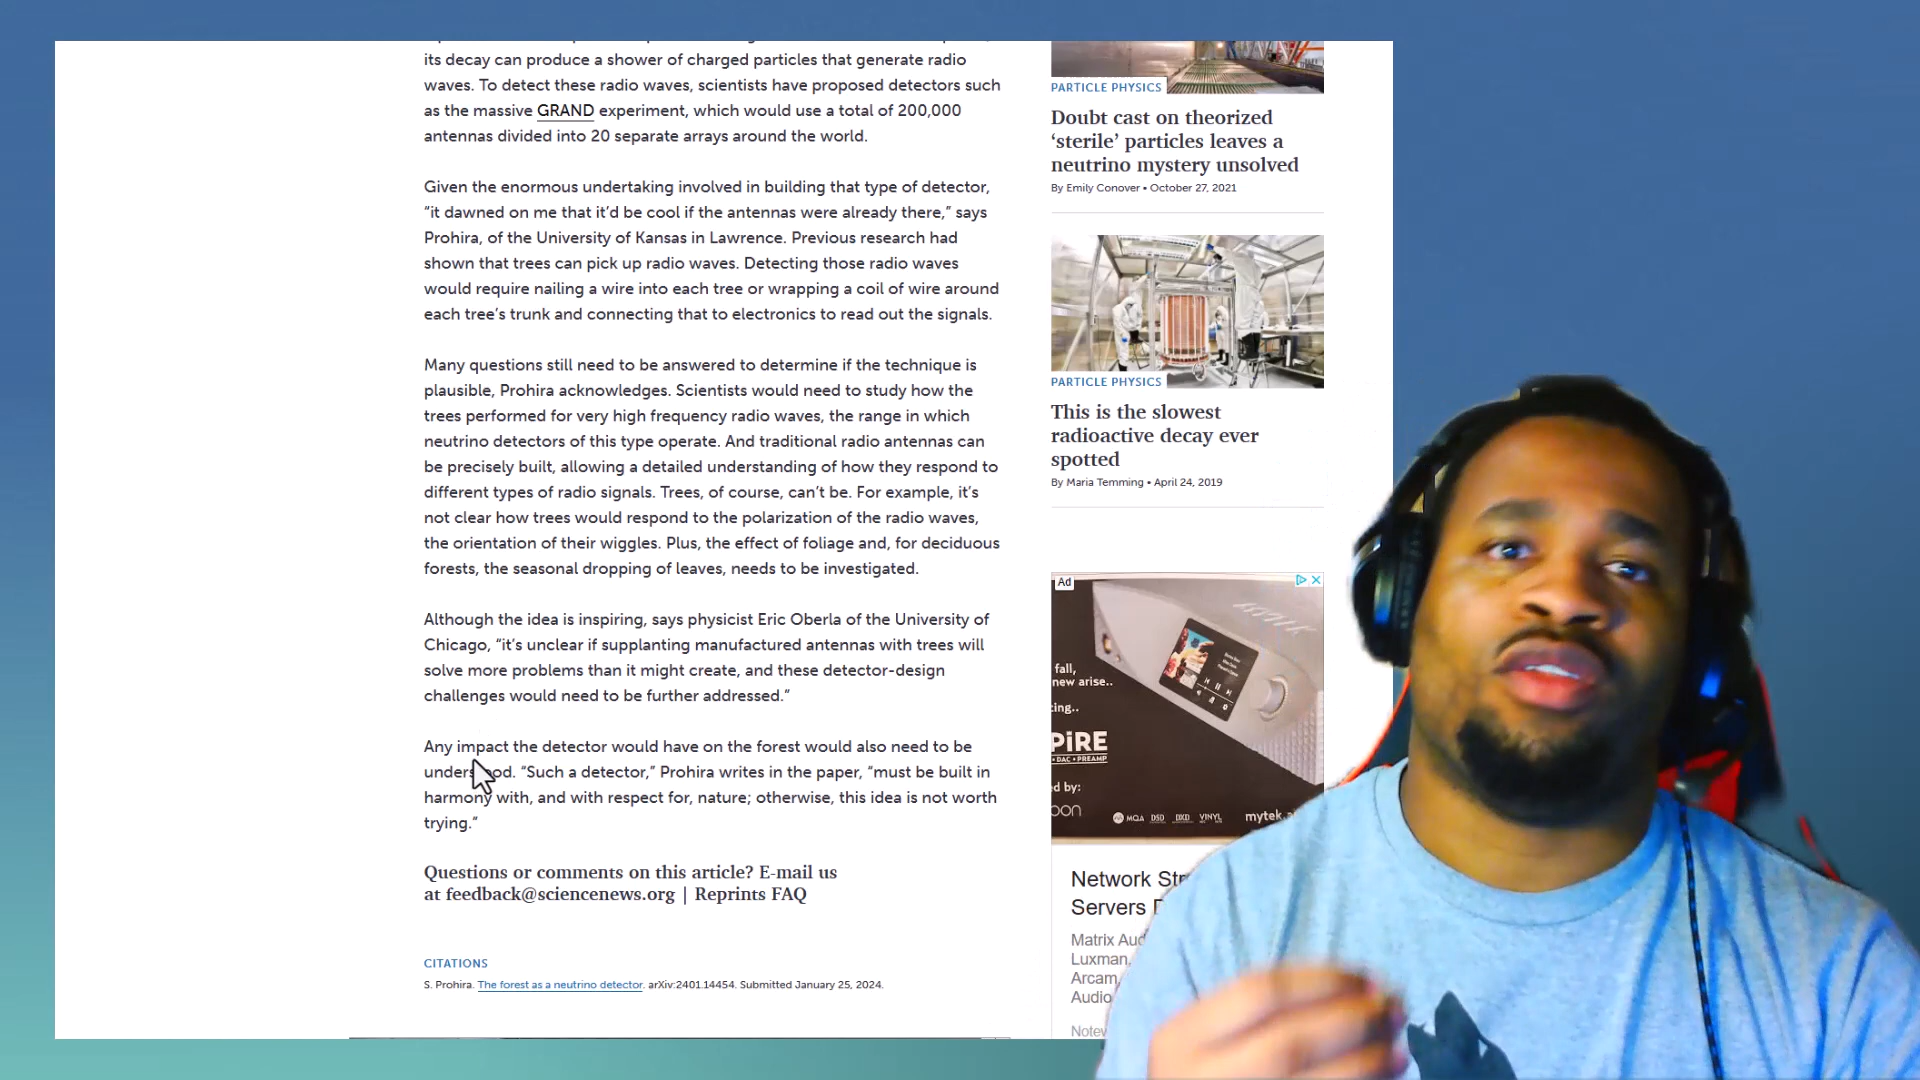 its decay can produce a shower of charged particles that generate radio
waves. To detect these radio waves, scientists have proposed detectors such
as the massive GRAND experiment, which would use a total of 200,000
antennas divided into 20 separate arrays around the world.
Given the enormous undertaking involved in building that type of detector,
“it dawned on me that it’d be cool if the antennas were already there,” says
Prohira, of the University of Kansas in Lawrence. Previous research had
shown that trees can pick up radio waves. Detecting those radio waves
would require nailing a wire into each tree or wrapping a coil of wire around
each tree’s trunk and connecting that to electronics to read out the signals.
Many questions still need to be answered to determine if the technique is
plausible, Prohira acknowledges. Scientists would need to study how the
trees performed for very high frequency radio waves, the range in which
neutrino detectors of this type operate. And traditional radio antennas can
be precisely built, allowing a detailed understanding of how they respond to
different types of radio signals. Trees, of course, can’t be. For example, it’s
not clear how trees would respond to the polarization of the radio waves,
the orientation of their wiggles. Plus, the effect of foliage and, for deciduous
forests, the seasonal dropping of leaves, needs to be investigated.
Although the idea is inspiring, says physicist Eric Oberla of the University of
Chicago, “it’s unclear if supplanting manufactured antennas with trees will
solve more problems than it might create, and these detector-design
challenges would need to be further addressed.”
Any impact the detector would have on the forest would also need to be
understood. “Such a detector,” Prohira writes in the paper, “must be built in
harmony with, and with respect for, nature; otherwise, this idea is not worth
trying.”
Questions or comments on this article? E-mail us
at feedback@sciencenews.org | Reprints FAQ
CITATIONS
S. Prohira. The forest as a neutrino detector. arXiv:2401.14454. Submitted January 25, 2024.
PARTICLE PHYSICS
Doubt cast on theorized
‘sterile’ particles leaves a
neutrino mystery unsolved
By Emily Conover • October 27, 2021
PARTICLE PHYSICS
This is the slowest
radioactive decay ever
spotted
By Maria Temming • April 24, 2019
Ad
fall,
new arise..
ing..
PiRE
• DAC • PREAMP
d by:
oon
MQA DSD DXD VINYL
mytek.a
Network Str
Servers
Matrix Aud
Luxman,
Arcam
Audio
Note